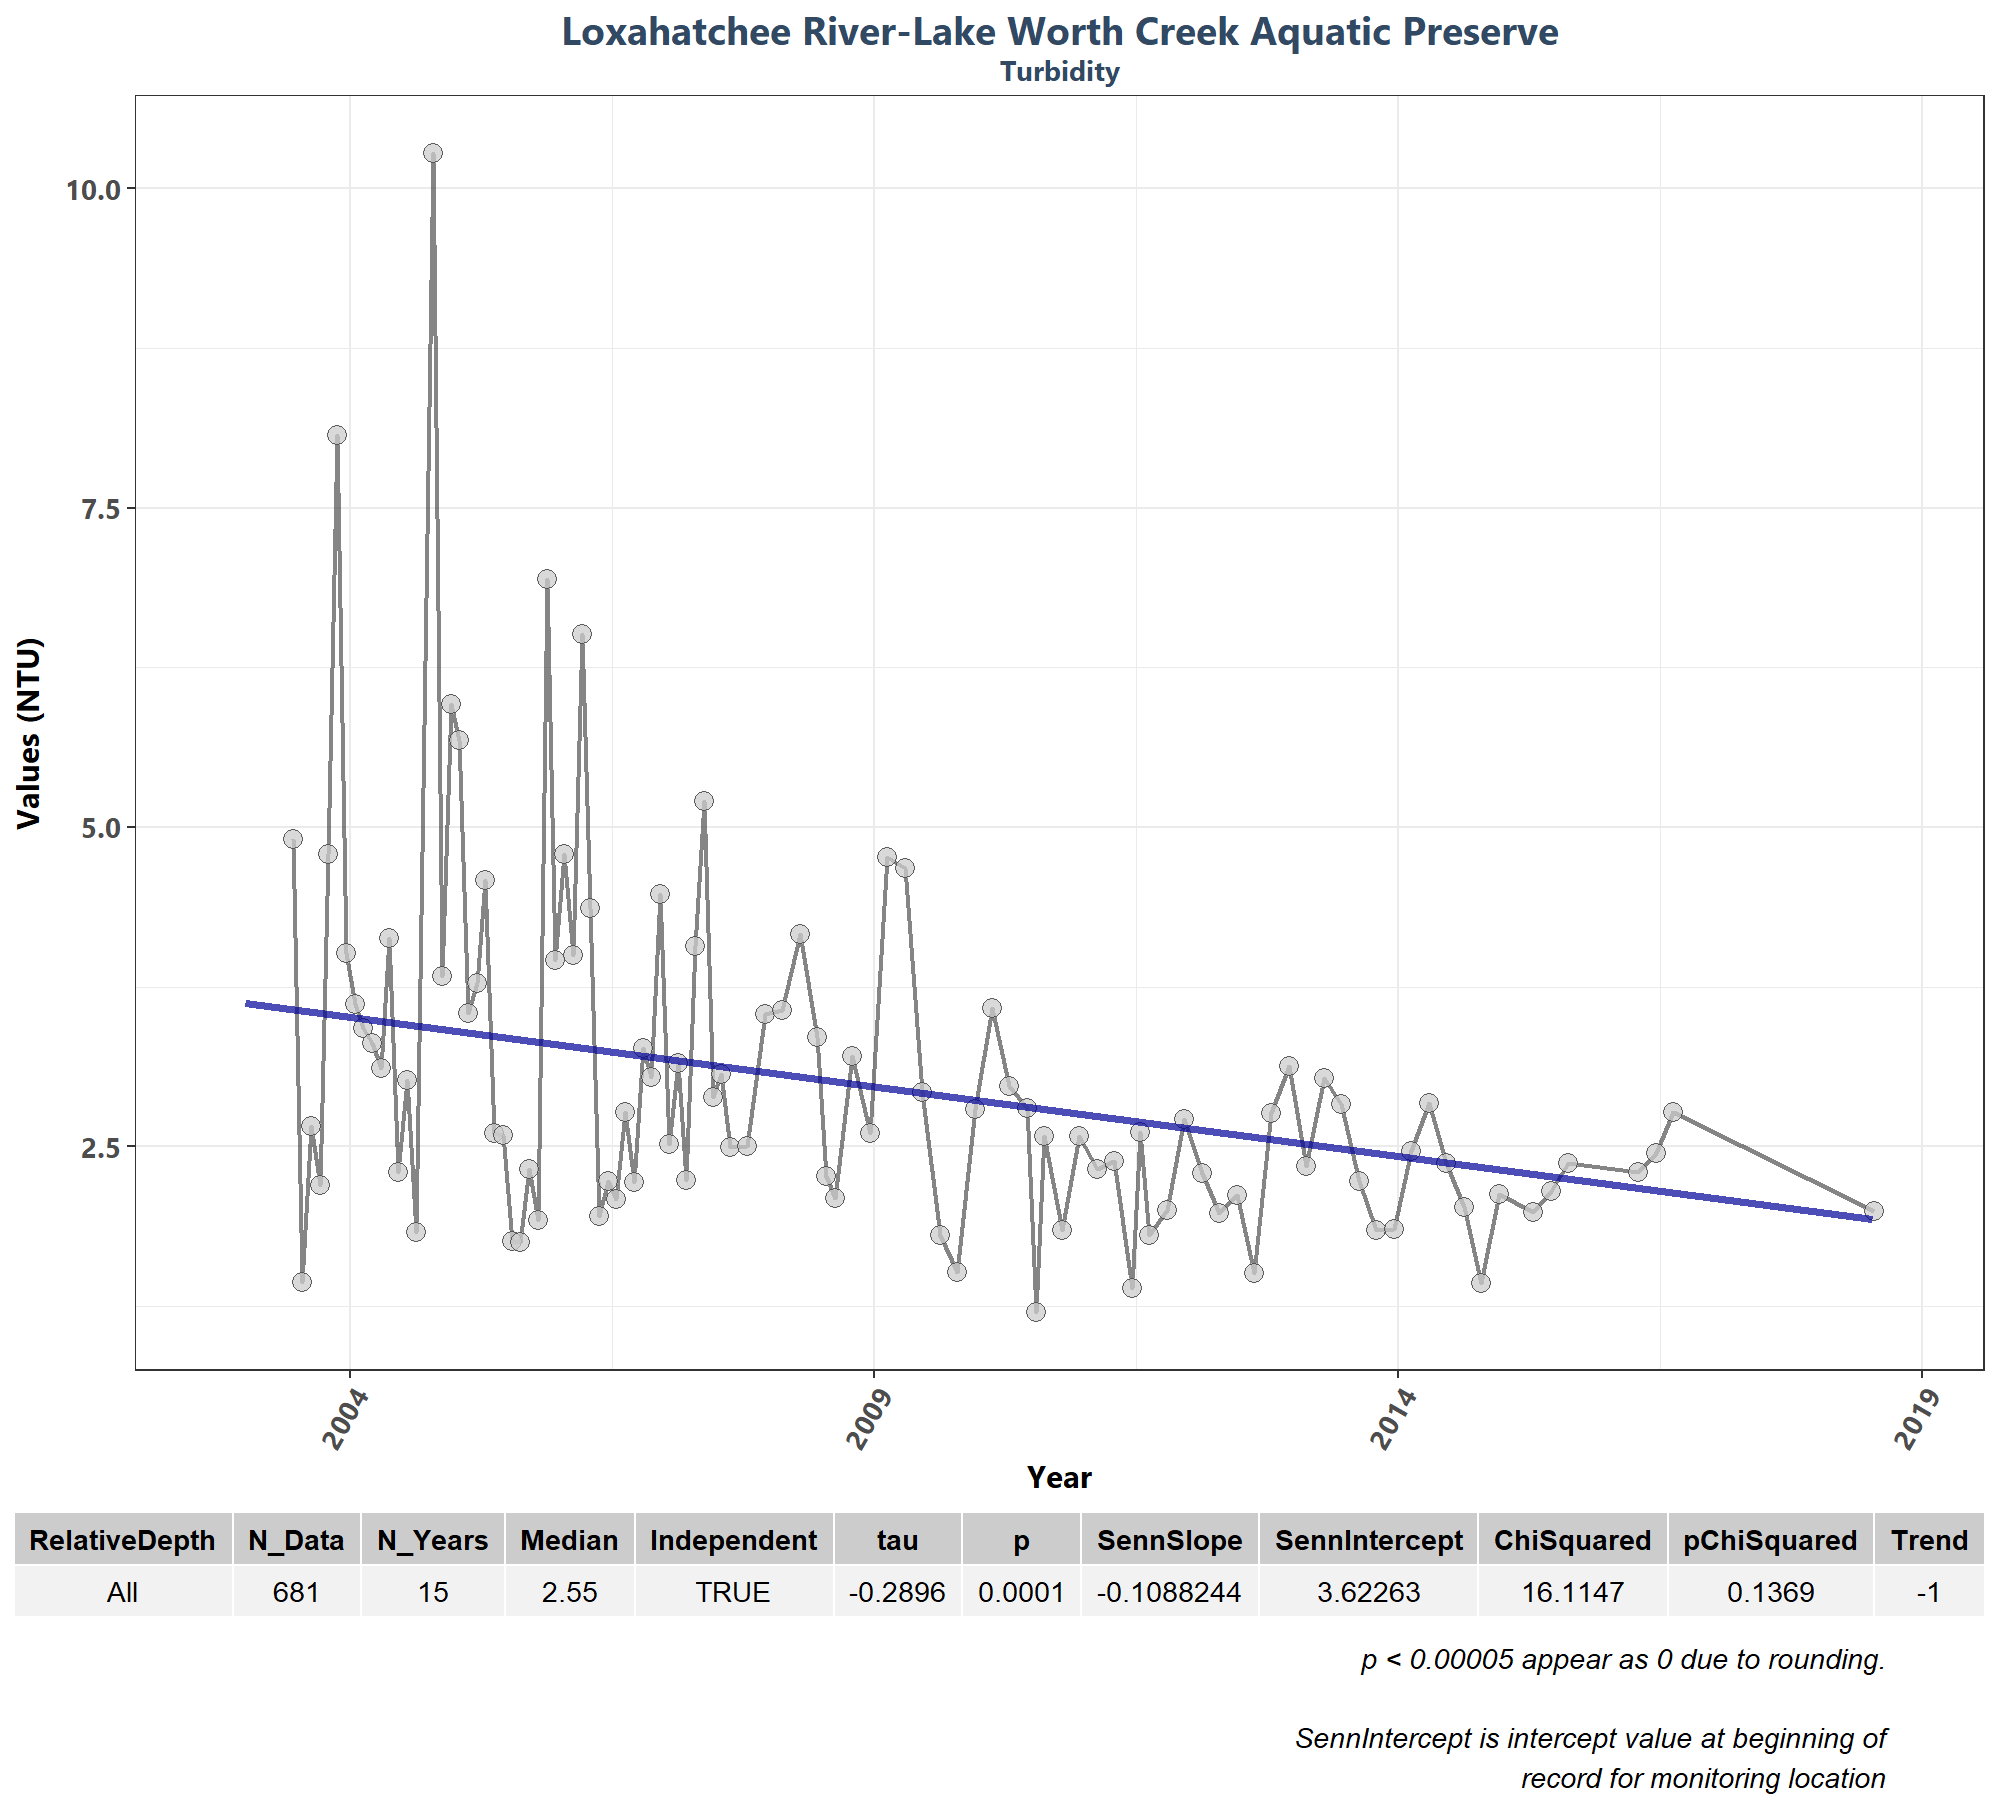 Loxahatchee River-Lake Worth Creek Aquatic Preserve
Turbidity
Values (NTU)
10.0
7.5
5.0
2.5
2004
2009
2014
2019
Year
RelativeDepth N_Data N_Years Median Independent tau p SennSlope SennIntercept ChiSquared pChiSquared Trend
All 681 15 2.55 TRUE -0.2896 0.0001 -0.1088244 3.62263 16.1147 0.1369 -1
p < 0.00005 appear as 0 due to rounding.
SennIntercept is intercept value at beginning of
record for monitoring location